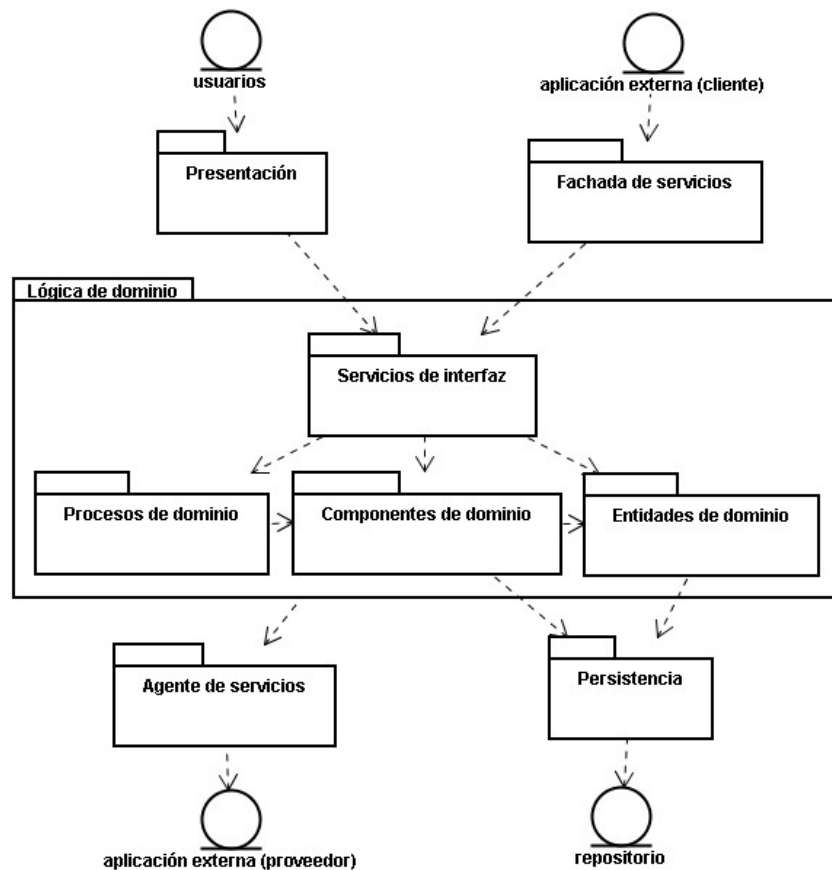 usuarios
aplicación externa (cliente)
Presentación
Fachada de servicios
Lógica de dominio
Servicios de interfaz
Procesos de dominio
Componentes de dominio
Entidades de dominio
Agente de servicios
Persistencia
aplicación externa (proveedor)
repositorio